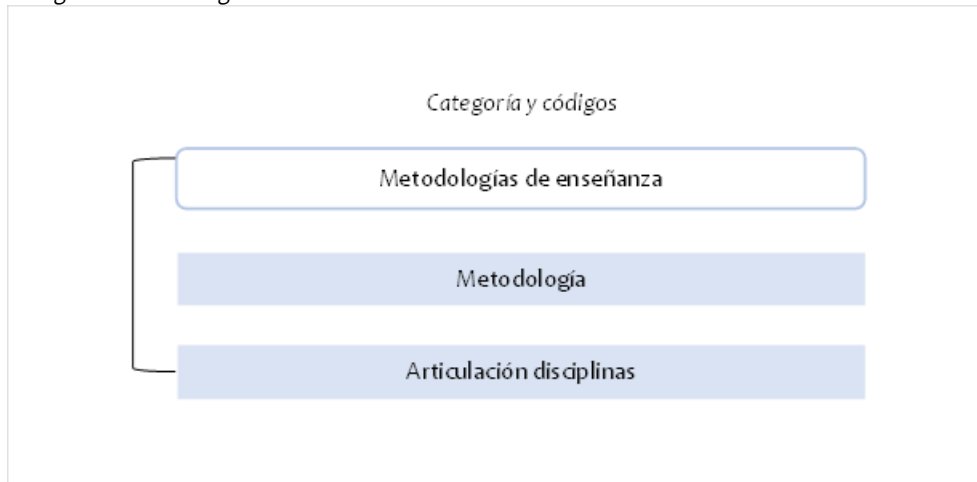 Categoría y códigos
Metodologías de enseñanza
Metodología
Articulación disciplinas